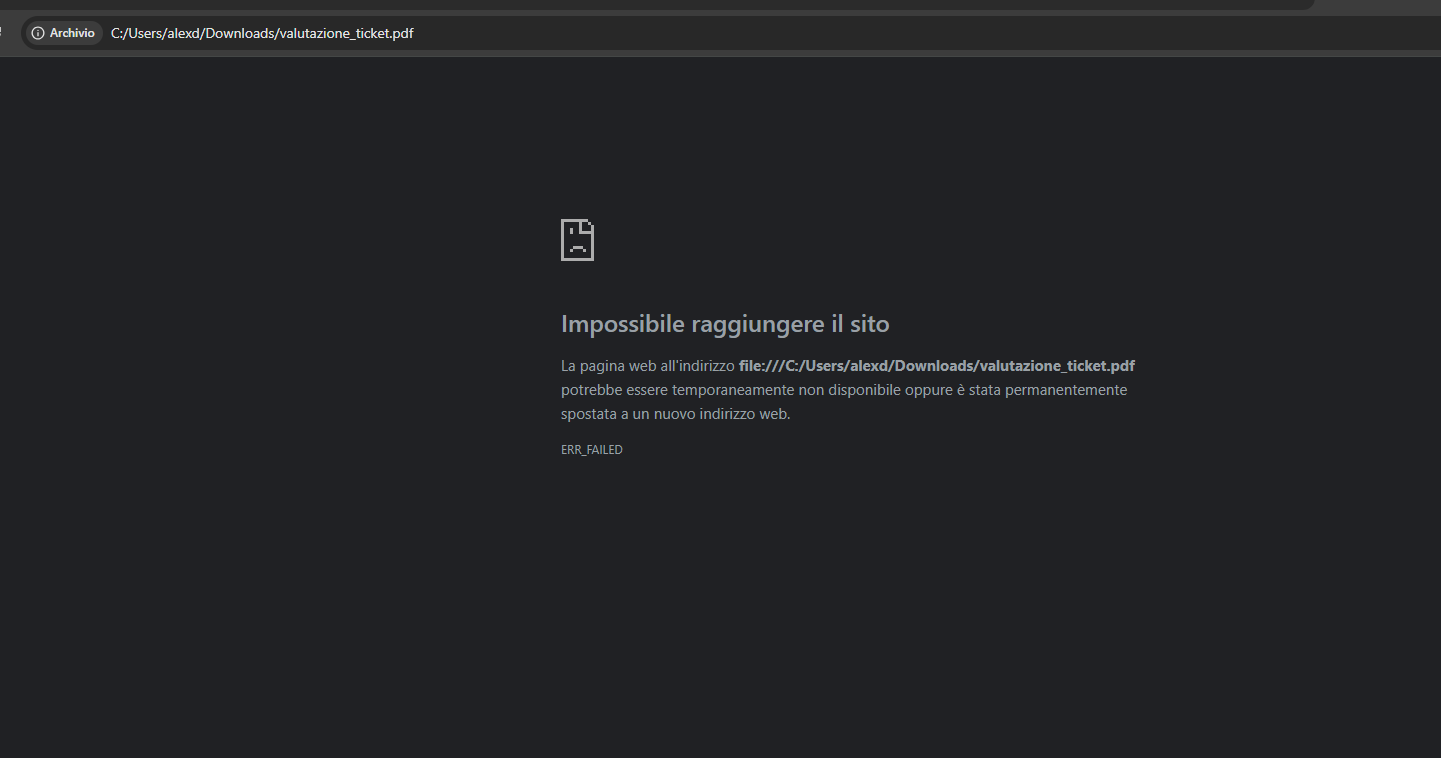 Archivio C:/Users/alexd/Downloads/valutazione_ticket.pdf
Impossibile raggiungere il sito
La pagina web all'indirizzo file:///C:/Users/alexd/Downloads/valutazione_ticket.pdf
potrebbe essere temporaneamente non disponibile oppure è stata permanentemente
spostata a un nuovo indirizzo web.
ERR_FAILED